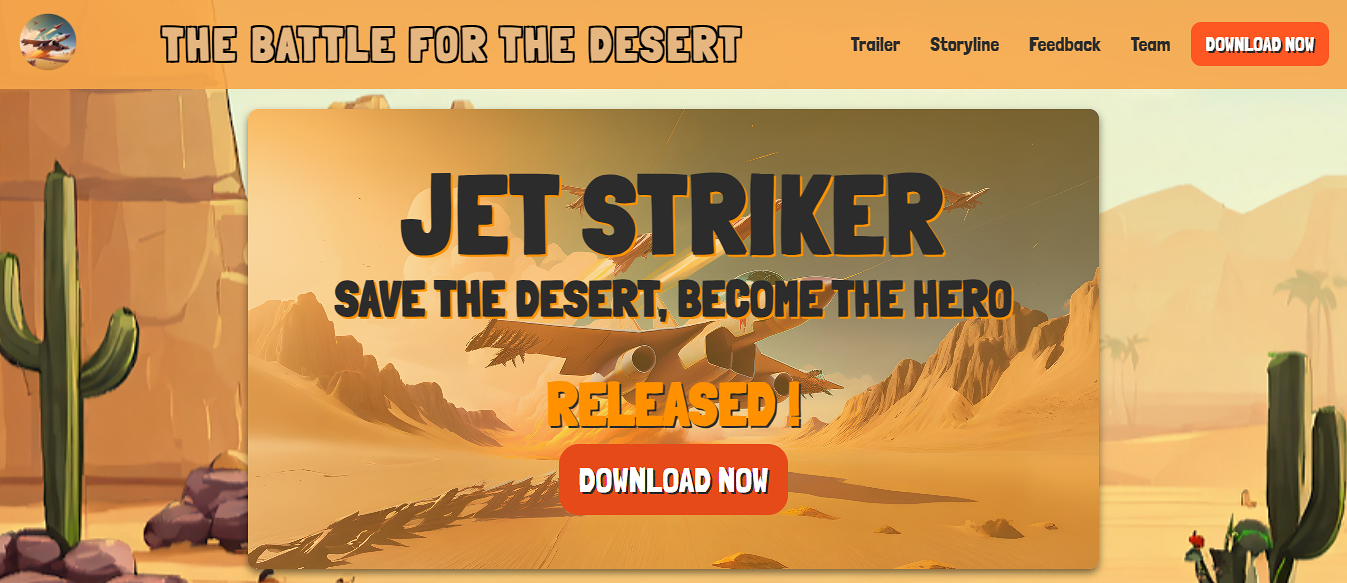 THE BATTLE FOR THE DESERT
Trailer
Storyline
Feedback
Team
DOWNLOAD NOW
JET STRIKER
SAVE THE DESERT, BECOME THE HERO
RELEASED !
DOWNLOAD NOW